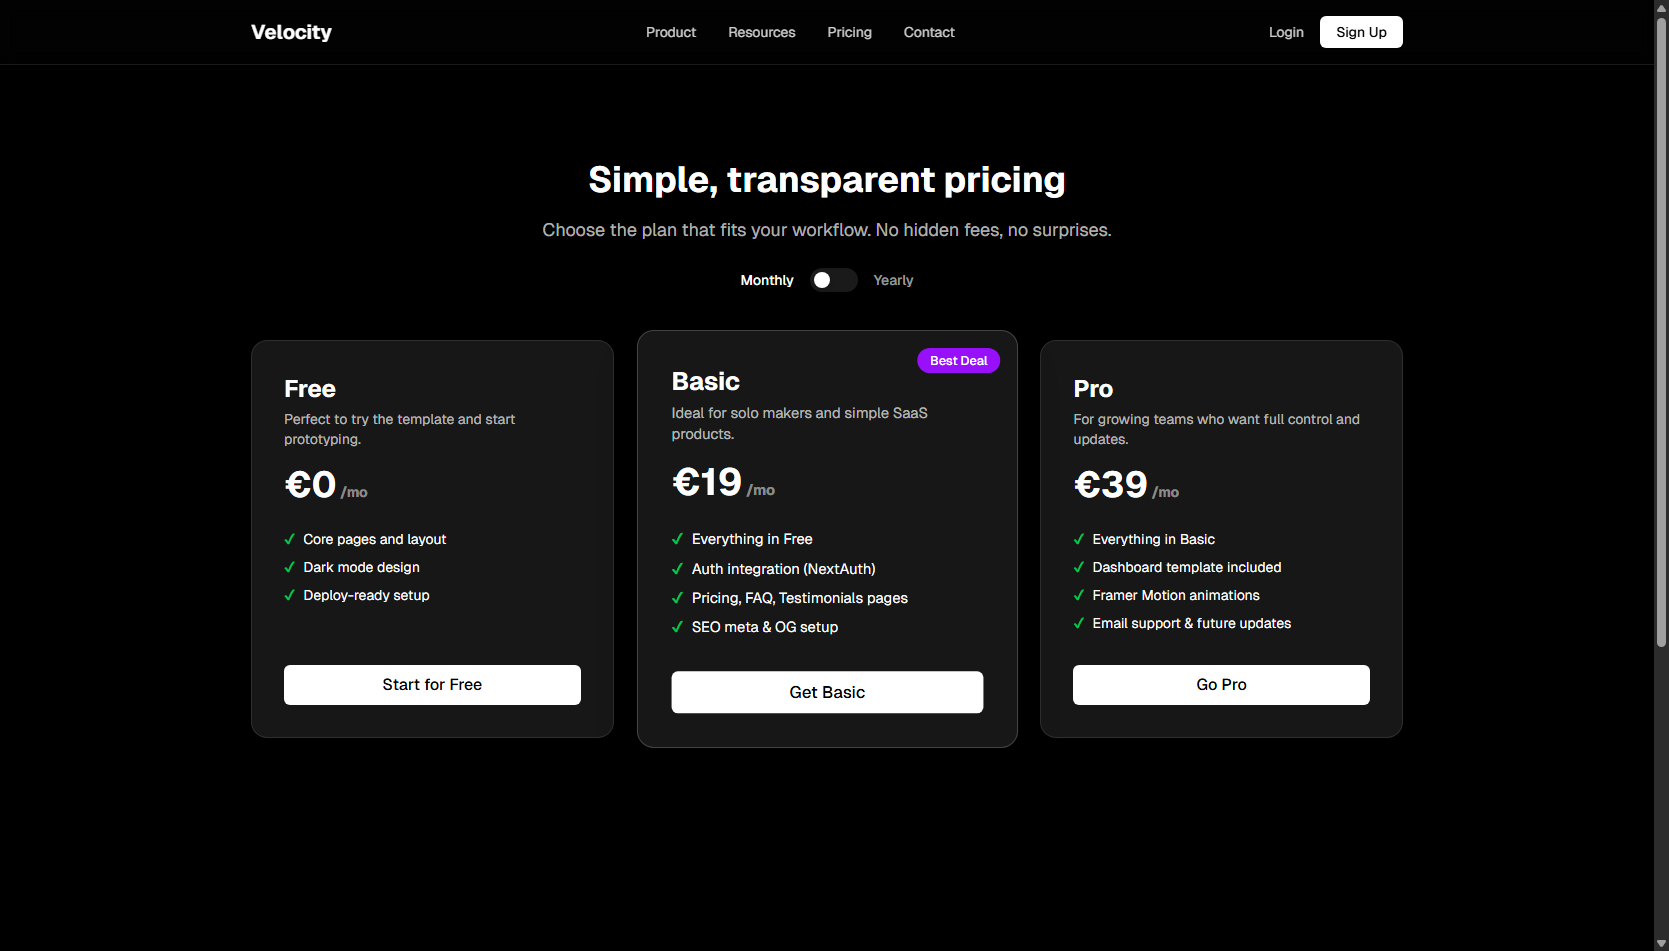 Velocity
Product
Resources
Pricing
Contact
Login
Sign Up
Simple, transparent pricing
Choose the plan that fits your workflow. No hidden fees, no surprises.
Monthly
Yearly
Free
Perfect to try the template and start
prototyping.
€0 /mo
✓ Core pages and layout
✓ Dark mode design
✓ Deploy-ready setup
Start for Free
Best Deal
Basic
Ideal for solo makers and simple SaaS
products.
€19 /mo
✓ Everything in Free
✓ Auth integration (NextAuth)
✓ Pricing, FAQ, Testimonials pages
✓ SEO meta & OG setup
Get Basic
Pro
For growing teams who want full control and
updates.
€39 /mo
✓ Everything in Basic
✓ Dashboard template included
✓ Framer Motion animations
✓ Email support & future updates
Go Pro